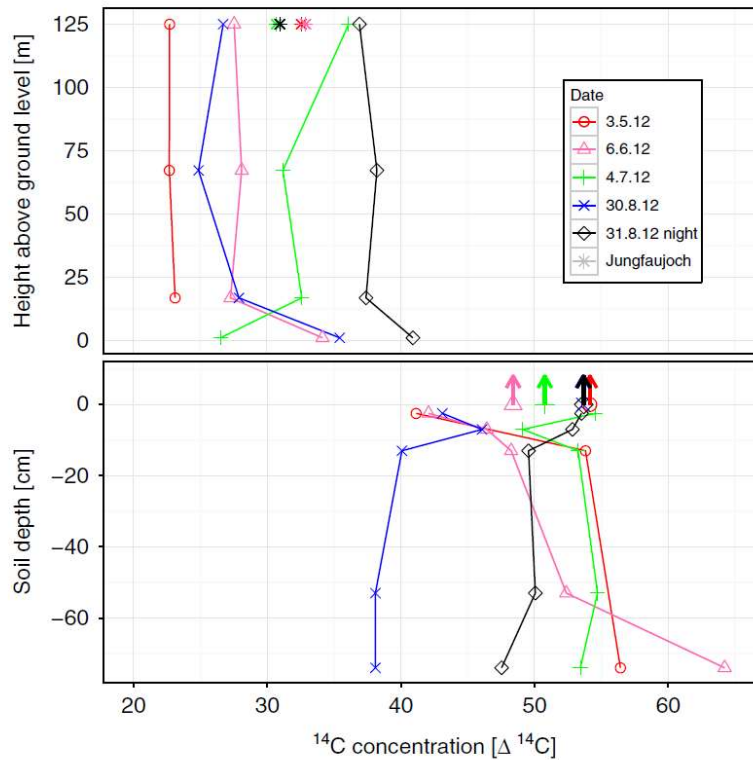 Height above ground level [m]
125
100
75
50
25
0
Date
3.5.12
6.6.12
4.7.12
30.8.12
31.8.12 night
Jungfaujoch
Soil depth [cm]
0
−20
−40
−60
20 30 40 50 60
¹⁴C concentration [Δ ¹⁴C]